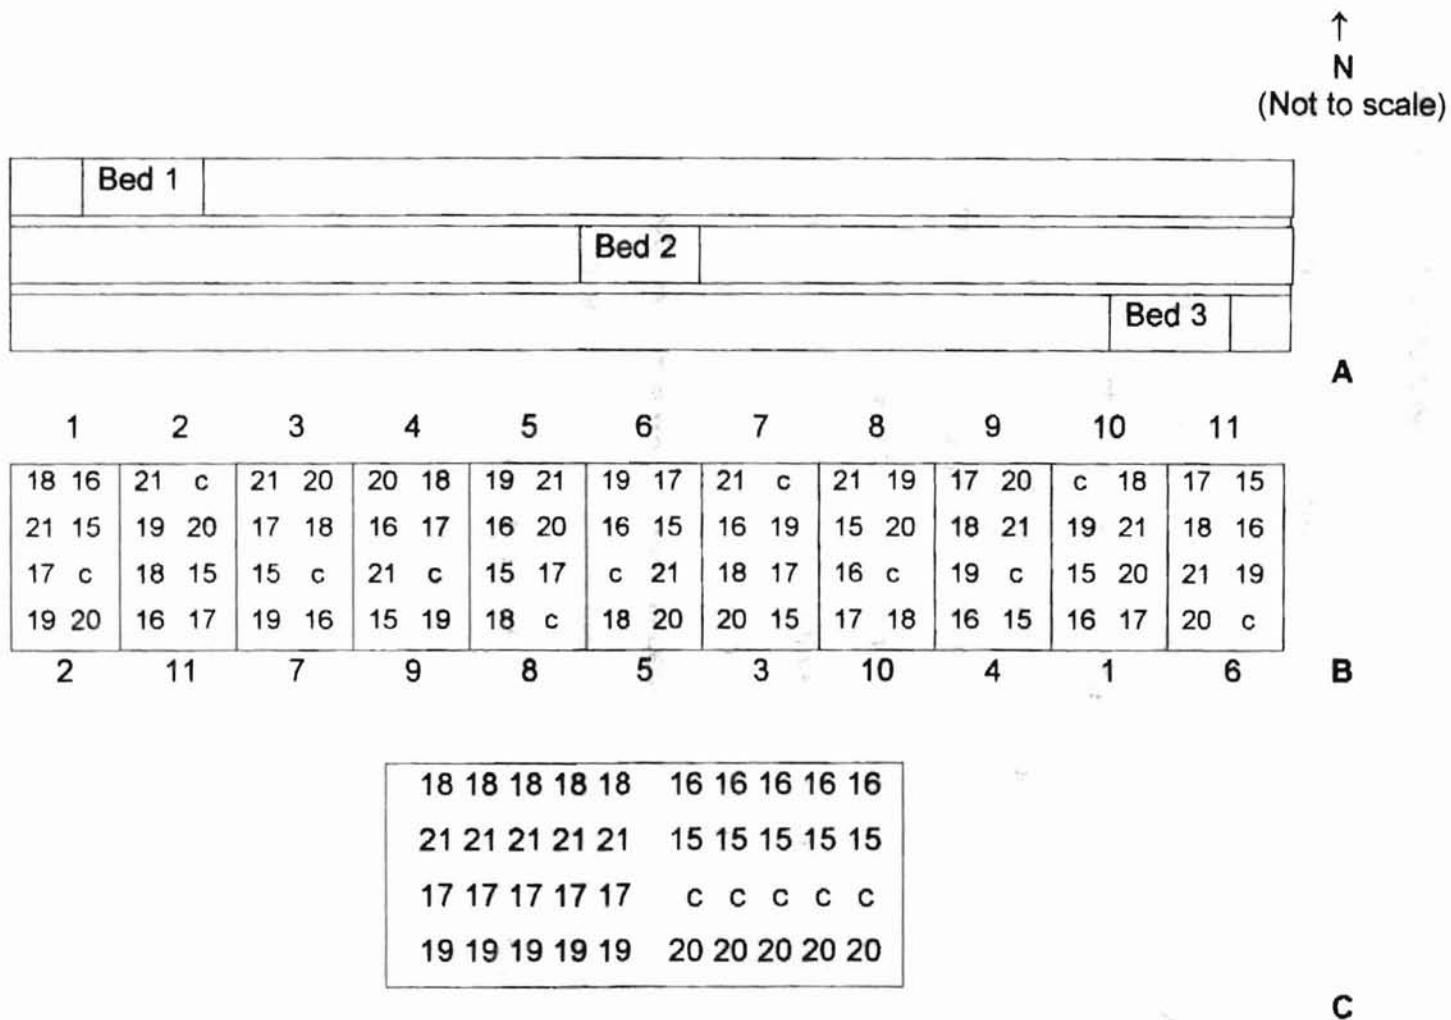 ↑
N
(Not to scale)
Bed 1
Bed 2
Bed 3
A
1 2 3 4 5 6 7 8 9 10 11
18 16 21 c 21 20 20 18 19 21 19 17 21 c 21 19 17 20 c 18 17 15
21 15 19 20 17 18 16 17 16 20 16 15 16 19 15 20 18 21 19 21 18 16
17 c 18 15 15 c 21 c 15 17 c 21 18 17 16 c 19 c 15 20 21 19
19 20 16 17 19 16 15 19 18 c 18 20 20 15 17 18 16 15 16 17 20 c
2 11 7 9 8 5 3 10 4 1 6 B
18 18 18 18 18 16 16 16 16 16
21 21 21 21 21 15 15 15 15 15
17 17 17 17 17 c c c c c
19 19 19 19 19 20 20 20 20 20
C